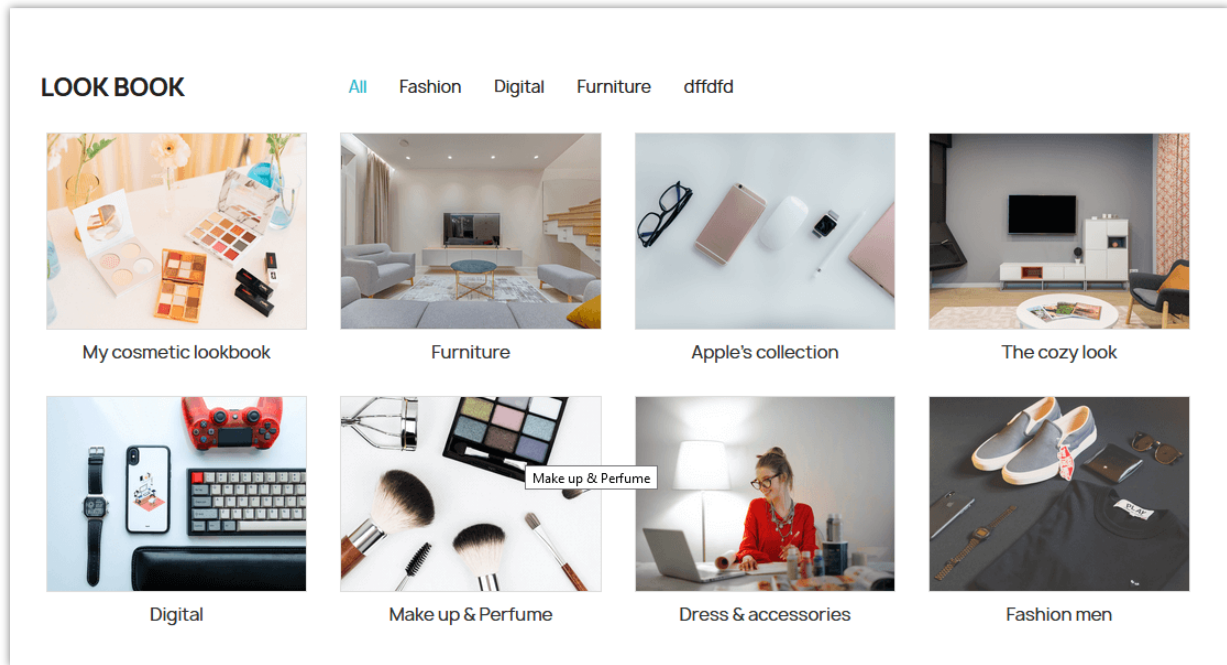 LOOK BOOK
All Fashion Digital Furniture dffdfd
My cosmetic lookbook Furniture Apple's collection The cozy look
PLAY
Make up & Perfume
Digital Make up & Perfume Dress & accessories Fashion men